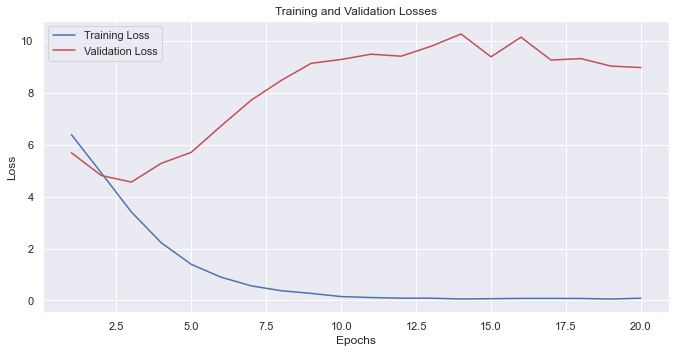 Training and Validation Losses
Training Loss
Validation Loss
10
8
6
4
2
0
Loss
2.5 5.0 7.5 10.0 12.5 15.0 17.5 20.0
Epochs